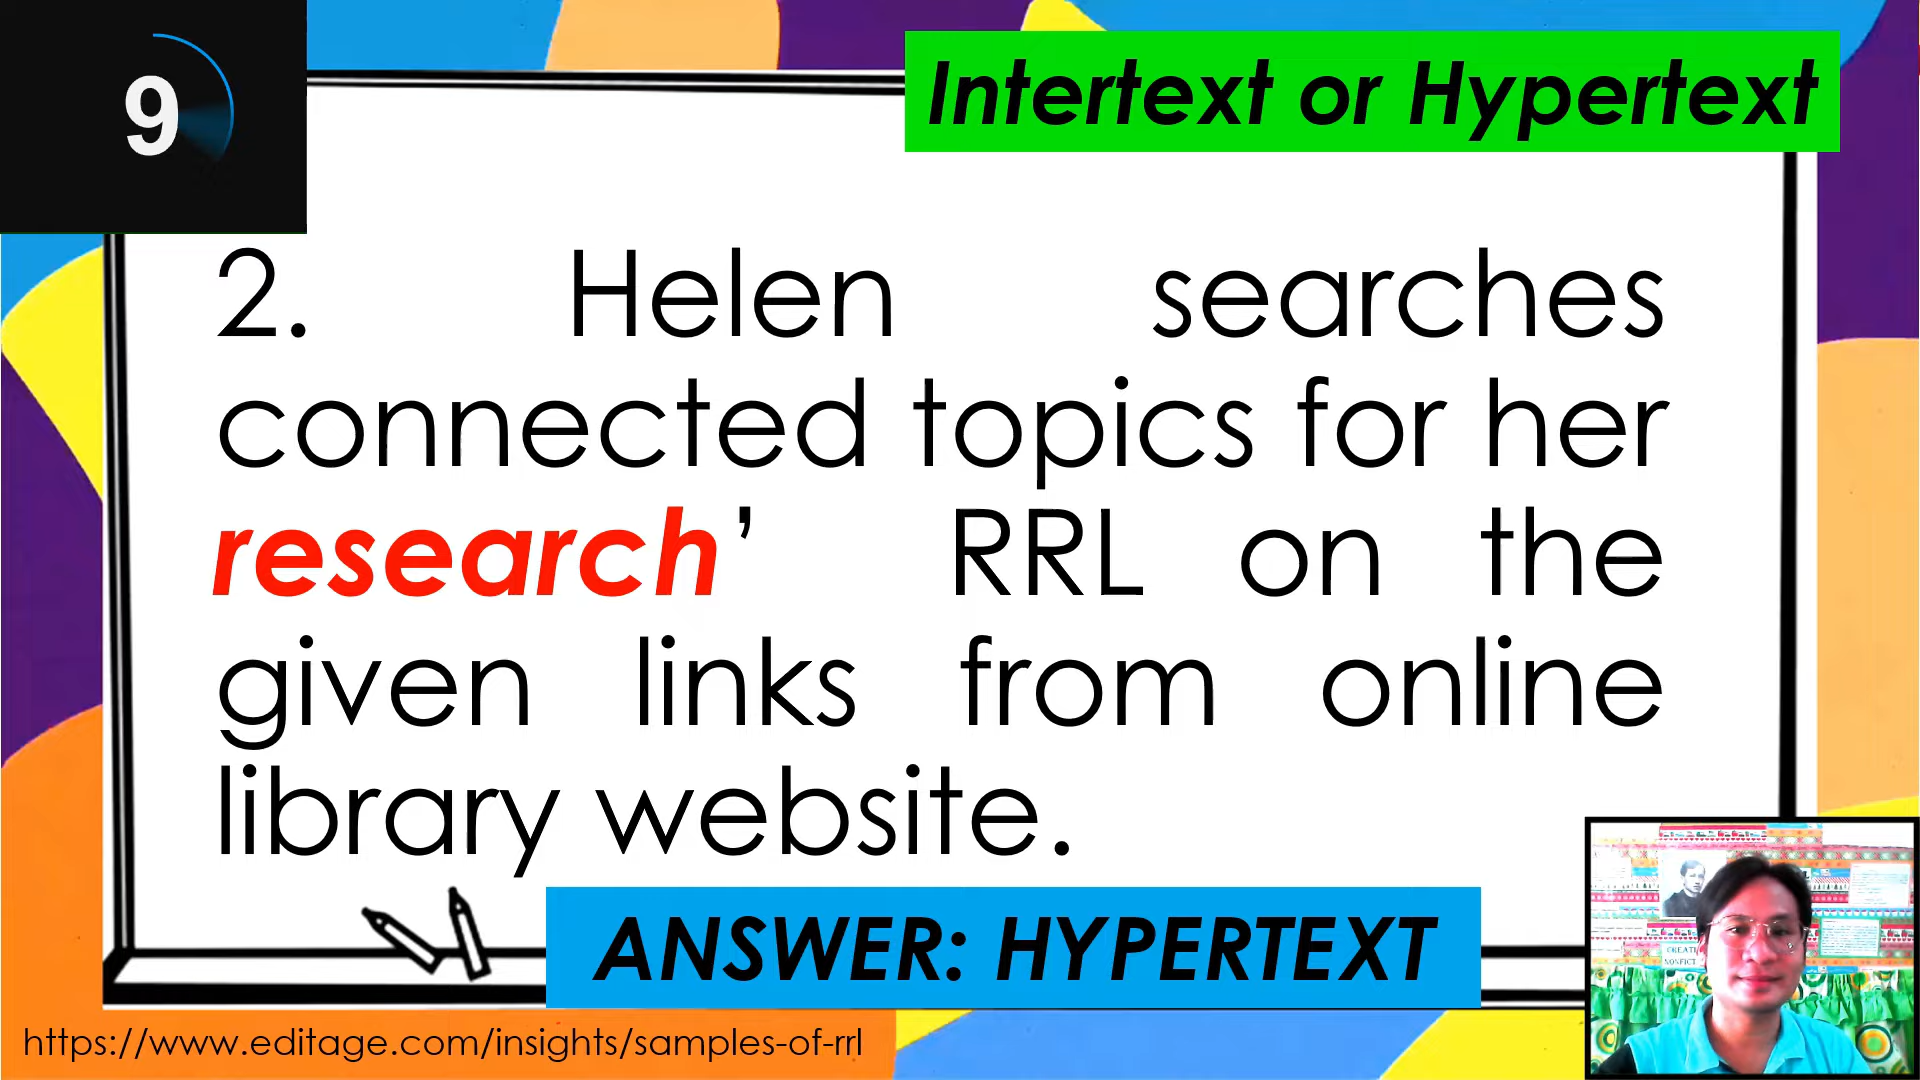 9
Intertext or Hypertext
2. Helen searches
connected topics for her
research’ RRL on the
given links from online
library website.
ANSWER: HYPERTEXT
https://www.editage.com/insights/samples-of-rrl